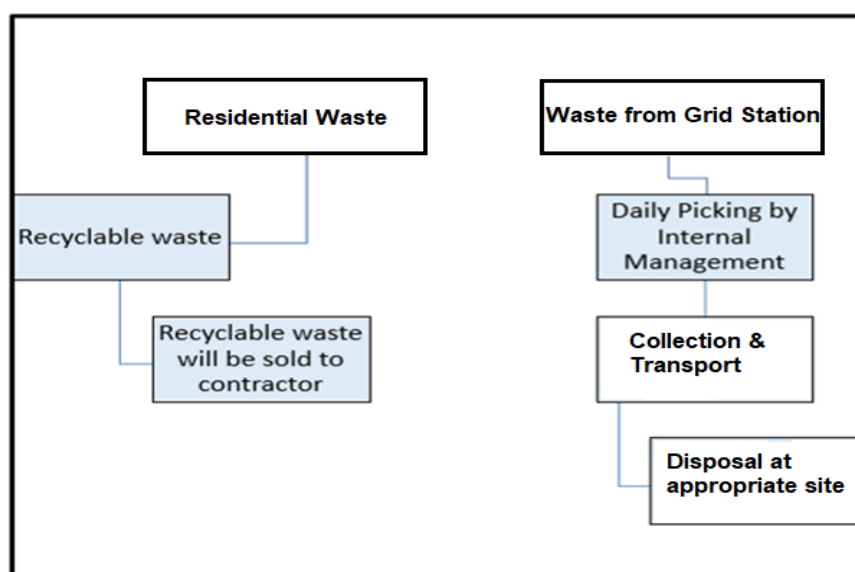 Residential Waste
Recyclable waste
Recyclable waste
will be sold to
contractor
Waste from Grid Station
Daily Picking by
Internal
Management
Collection &
Transport
Disposal at
appropriate site